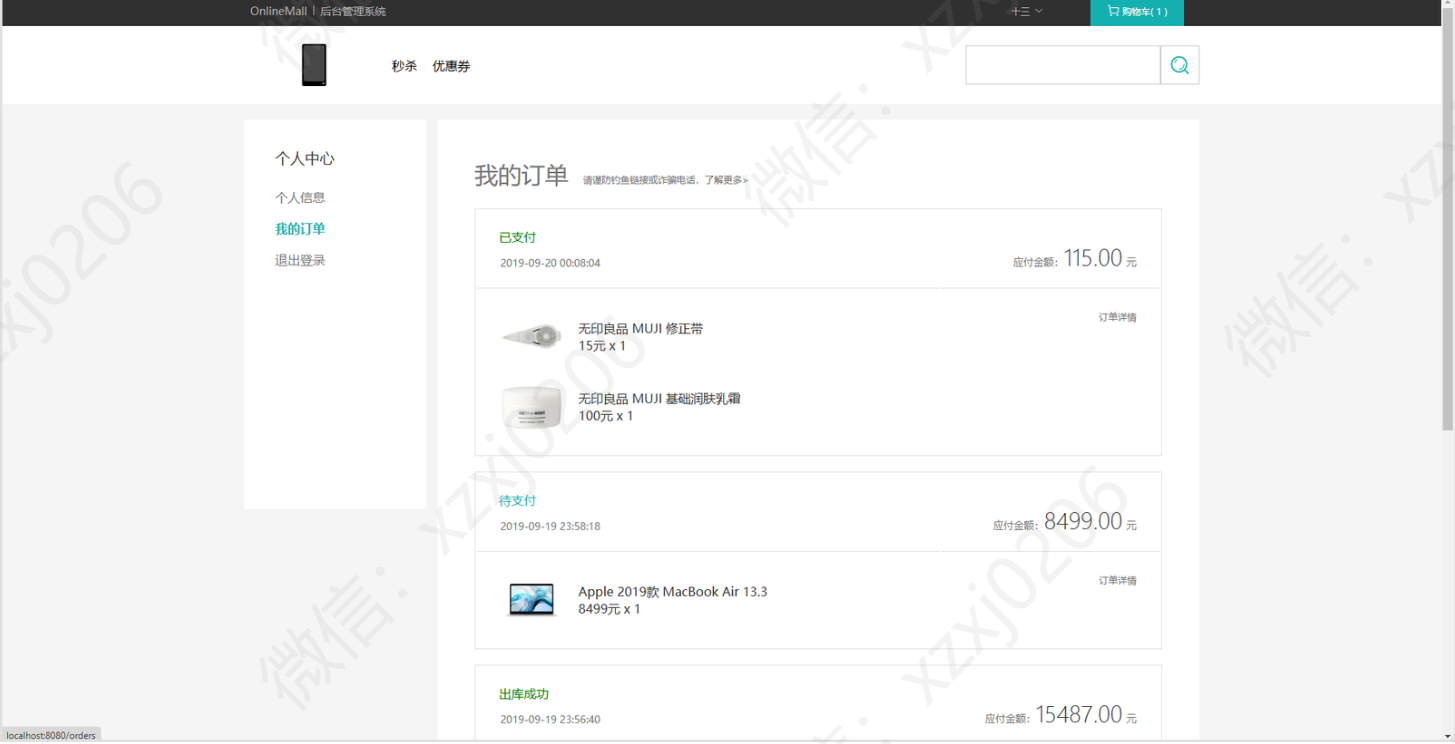 OnlineMall | 后台管理系统
十三
购物车( 1 )
秒杀 优惠券
个人中心
个人信息
我的订单
退出登录
我的订单 请谨防钓鱼链接或诈骗电话，了解更多>
已支付
2019-09-20 00:08:04
应付金额：115.00 元
订单详情
无印良品 MUJI 修正带
15元 x 1
无印良品 MUJI 基础润肤乳霜
100元 x 1
待支付
2019-09-19 23:58:18
应付金额：8499.00 元
订单详情
Apple 2019款 MacBook Air 13.3
8499元 x 1
出库成功
2019-09-19 23:56:40
应付金额：15487.00 元
localhost:8080/orders
微信：xzxj0206